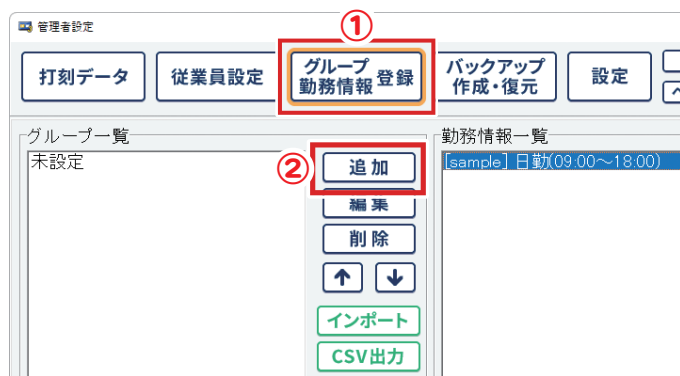 管理者設定
①
打刻データ
従業員設定
グループ
勤務情報 登録
バックアップ
作成・復元
設定
グループ一覧
未設定
②
追加
編集
削除
↑ ↓
インポート
CSV出力
勤務情報一覧
[sample] 日勤(09:00～18:00)